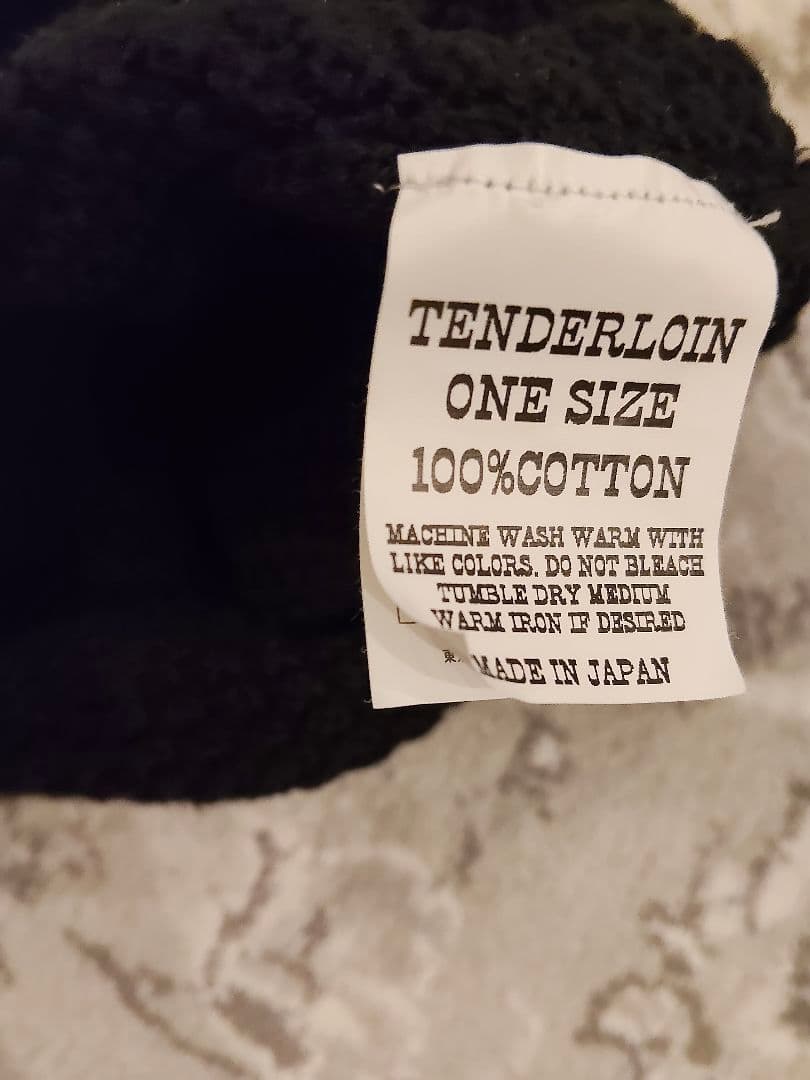 TENDERLOIN
ONE SIZE
100%COTTON
MACHINE WASH WARM WITH
LIKE COLORS. DO NOT BLEACH
TUMBLE DRY MEDIUM
WARM IRON IF DESIRED
東
MADE IN JAPAN